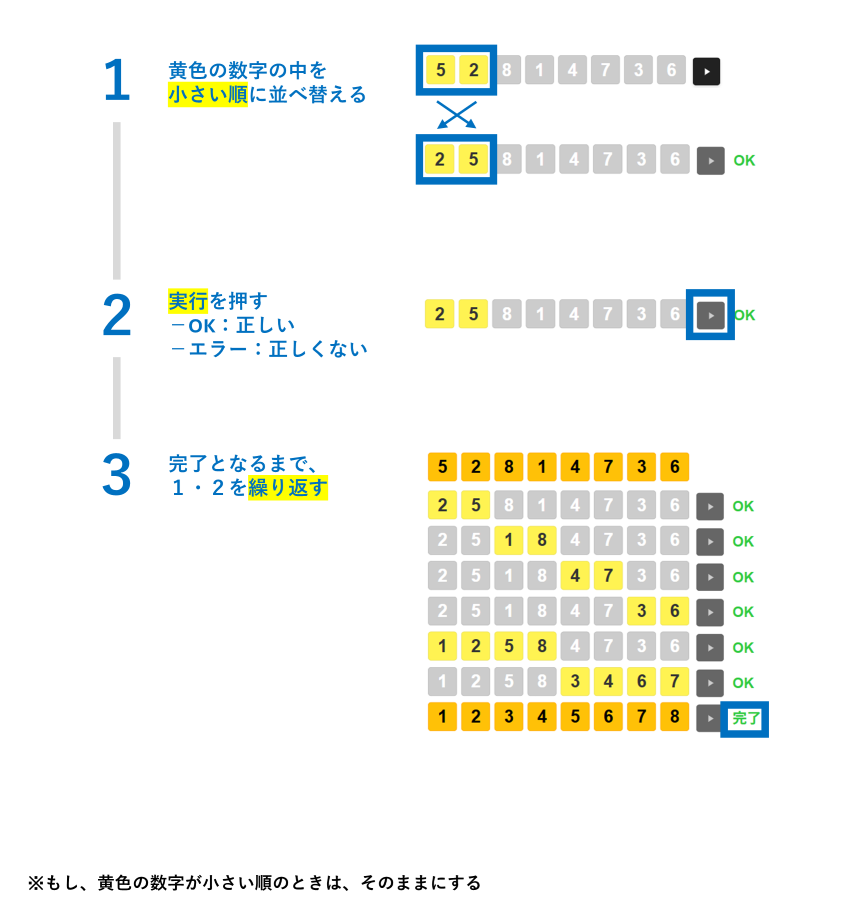 1
黄色の数字の中を
小さい順に並べ替える
5 2 8 1 4 7 3 6
2 5 8 1 4 7 3 6 OK
2
実行を押す
－OK：正しい
－エラー：正しくない
2 5 8 1 4 7 3 6 OK
3
完了となるまで、
１・２を繰り返す
5 2 8 1 4 7 3 6
2 5 8 1 4 7 3 6 OK
2 5 1 8 4 7 3 6 OK
2 5 1 8 4 7 3 6 OK
2 5 1 8 4 7 3 6 OK
1 2 5 8 4 7 3 6 OK
1 2 5 8 3 4 6 7 OK
1 2 3 4 5 6 7 8 完了
※もし、黄色の数字が小さい順のときは、そのままにする